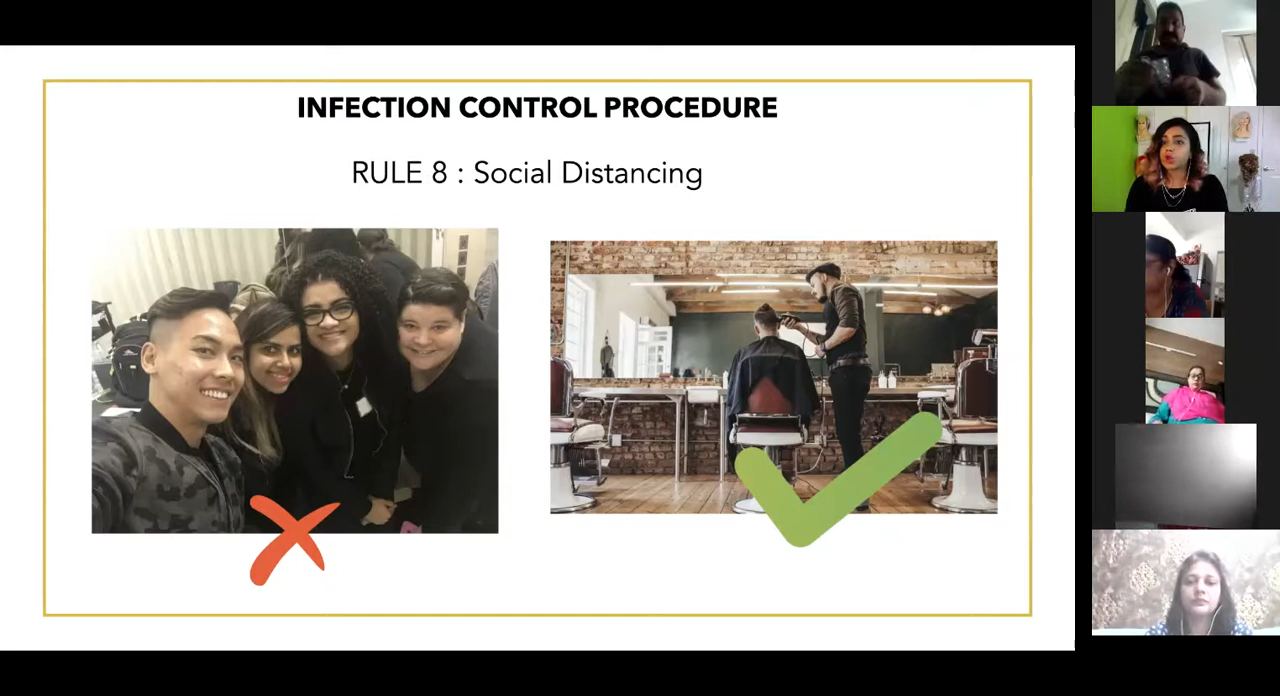 INFECTION CONTROL PROCEDURE
RULE 8 : Social Distancing